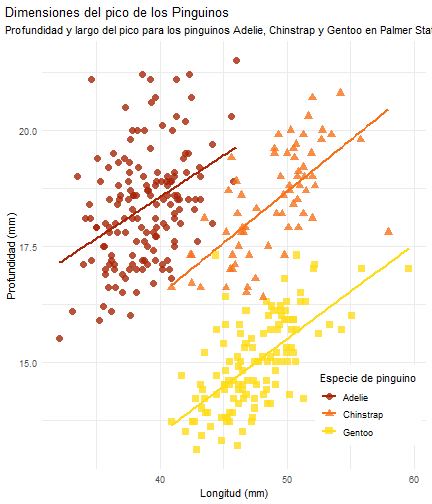 Dimensiones del pico de los Pinguinos
Profundidad y largo del pico para los pinguinos Adelie, Chinstrap y Gentoo en Palmer Sta
Profundidad (mm)
20.0
17.5
15.0
Especie de pinguino
Adelie
Chinstrap
Gentoo
40
50
60
Longitud (mm)